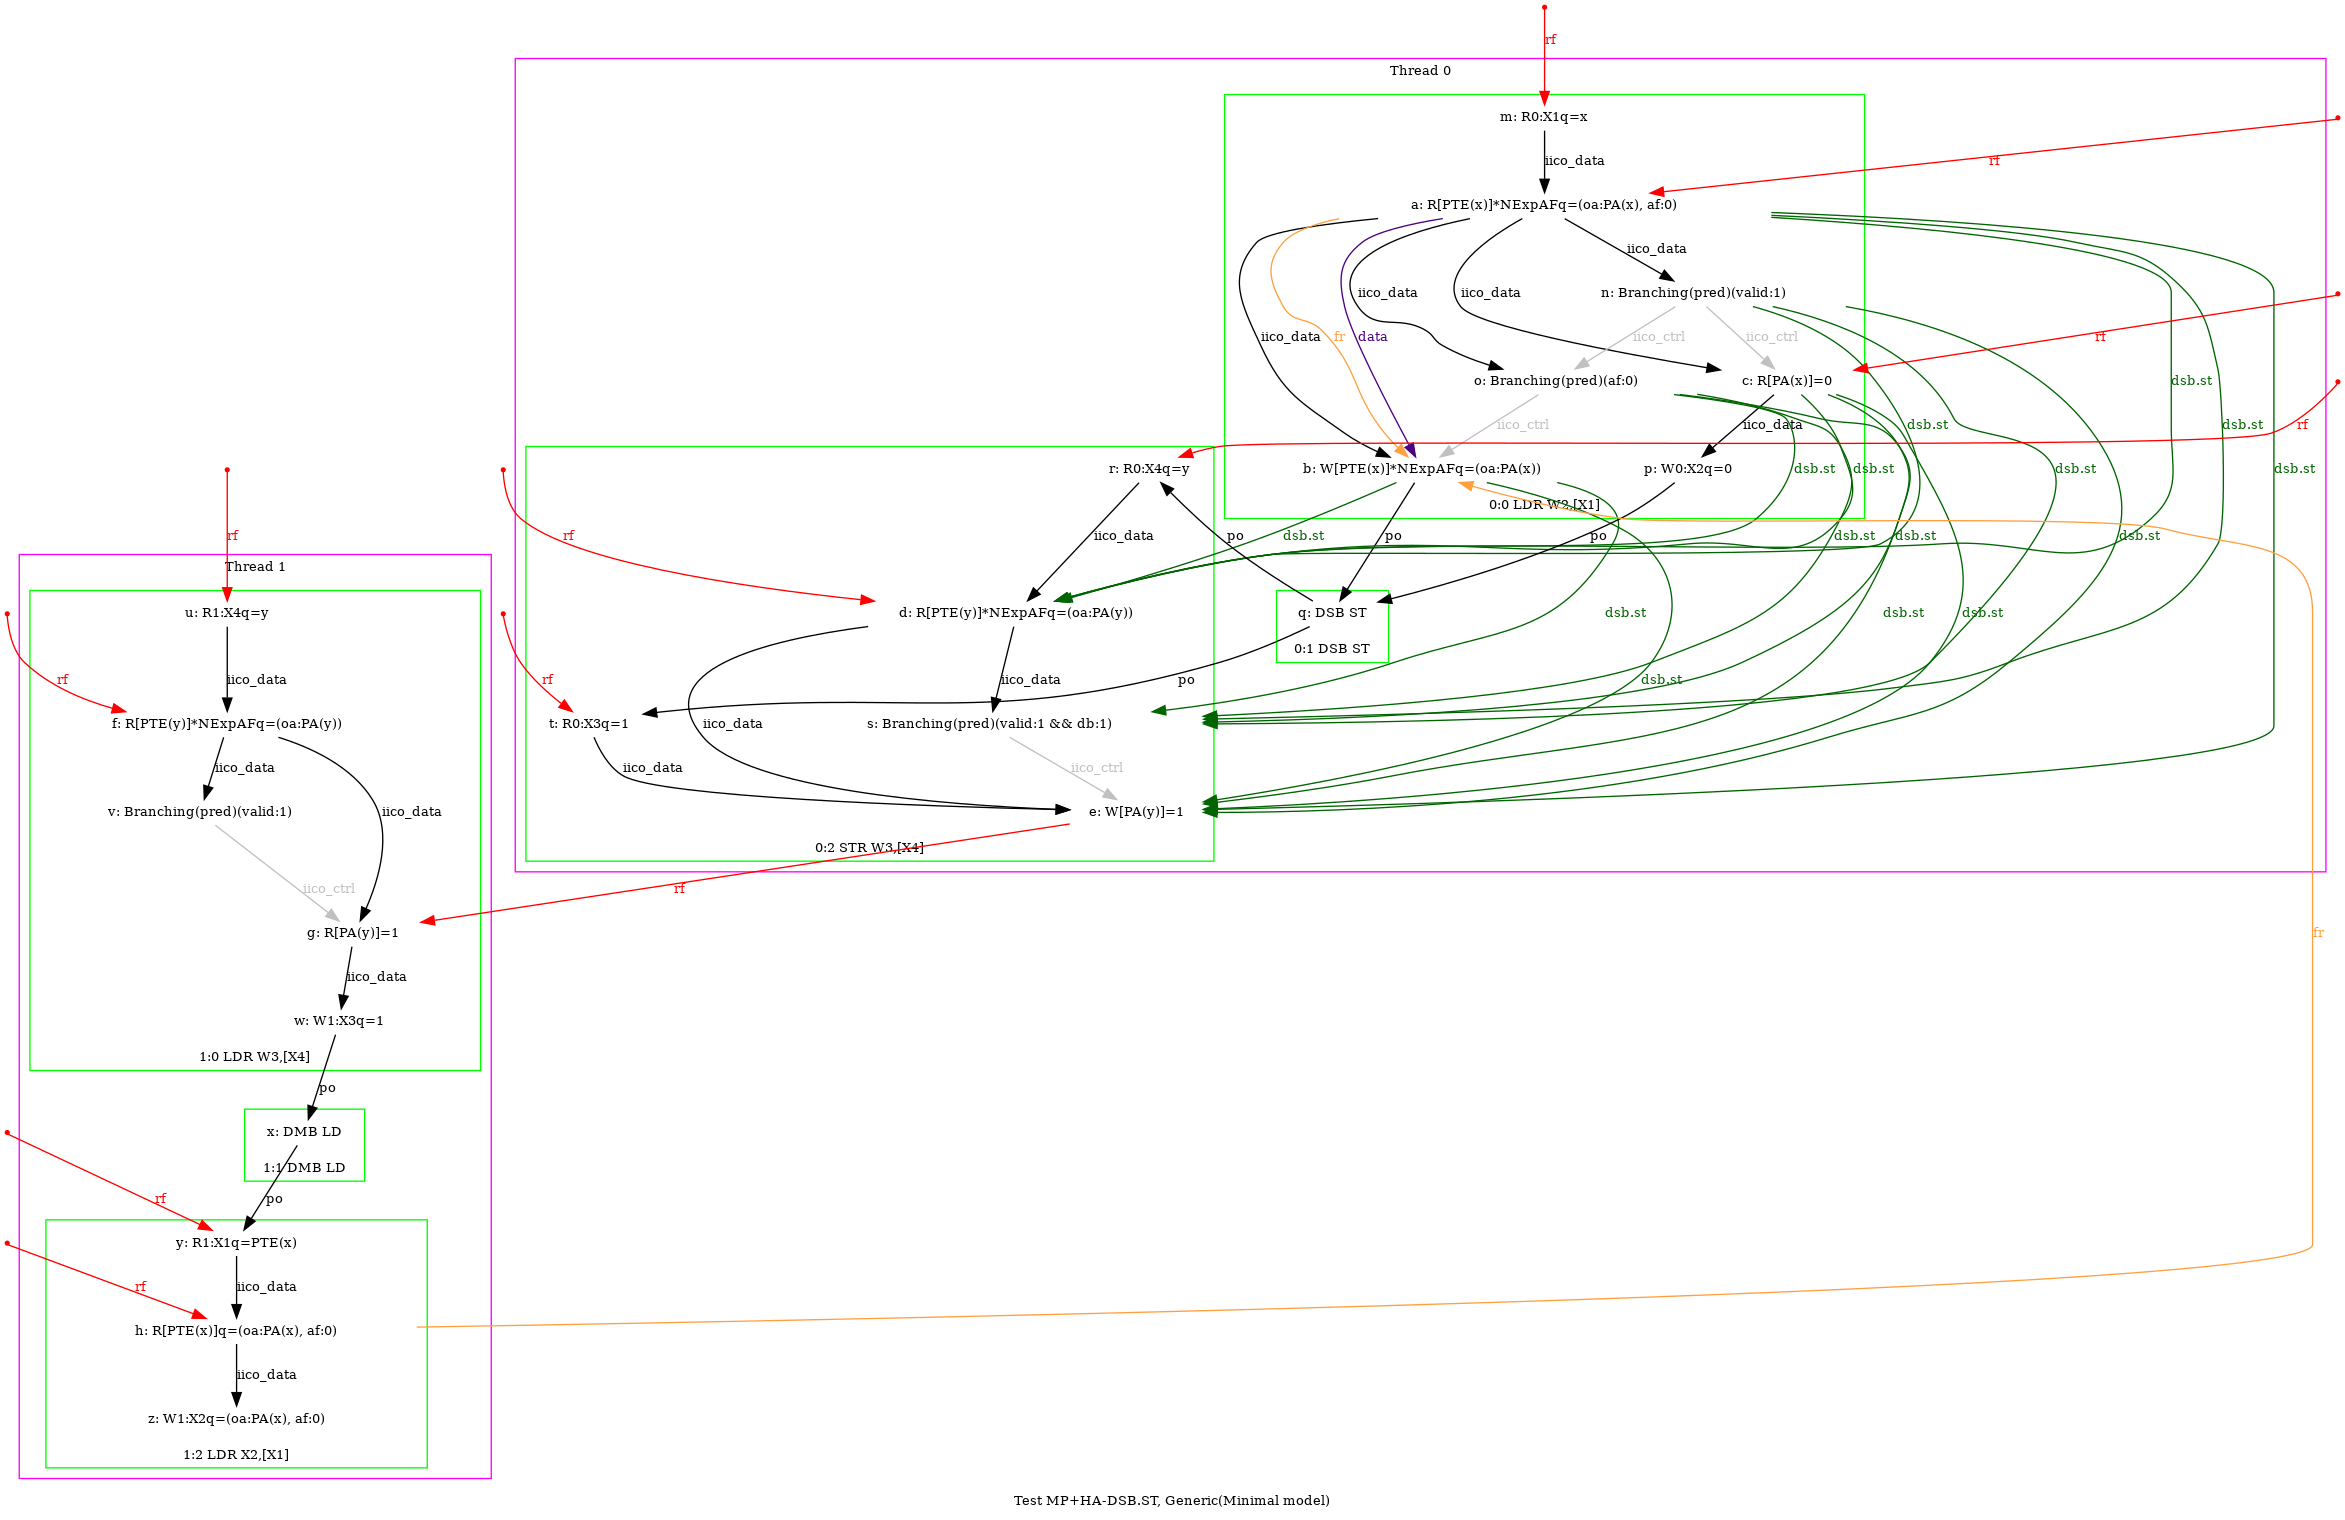 rf
Thread 0
m: R0:X1q=x
iico_data
rf
a: R[PTE(x)]*NExpAFq=(oa:PA(x), af:0)
iico_data
n: Branching(pred)(valid:1)
iico_data
iico_data
iico_data
fr
data
iico_ctrl
iico_ctrl
rf
o: Branching(pred)(af:0)
c: R[PA(x)]=0
dsb.st
iico_ctrl
iico_data
dsb.st
dsb.st
rf
r: R0:X4q=y
b: W[PTE(x)]*NExpAFq=(oa:PA(x))
p: W0:X2q=0
dsb.st
dsb.st
dsb.st
dsb.st
0:0 LDR W2,[X1]
rf
rf
iico_data
po
dsb.st
po
po
dsb.st
dsb.st
dsb.st
Thread 1
u: R1:X4q=y
d: R[PTE(y)]*NExpAFq=(oa:PA(y))
q: DSB ST
dsb.st
dsb.st
dsb.st
0:1 DSB ST
rf
iico_data
rf
iico_data
po
dsb.st
f: R[PTE(y)]*NExpAFq=(oa:PA(y))
t: R0:X3q=1
iico_data
s: Branching(pred)(valid:1 && db:1)
iico_data
iico_data
iico_ctrl
v: Branching(pred)(valid:1)
iico_data
e: W[PA(y)]=1
0:2 STR W3,[X4]
iico_ctrl
rf
g: R[PA(y)]=1
fr
iico_data
w: W1:X3q=1
1:0 LDR W3,[X4]
po
x: DMB LD
1:1 DMB LD
rf
po
y: R1:X1q=PTE(x)
rf
iico_data
h: R[PTE(x)]q=(oa:PA(x), af:0)
iico_data
z: W1:X2q=(oa:PA(x), af:0)
1:2 LDR X2,[X1]
Test MP+HA-DSB.ST, Generic(Minimal model)